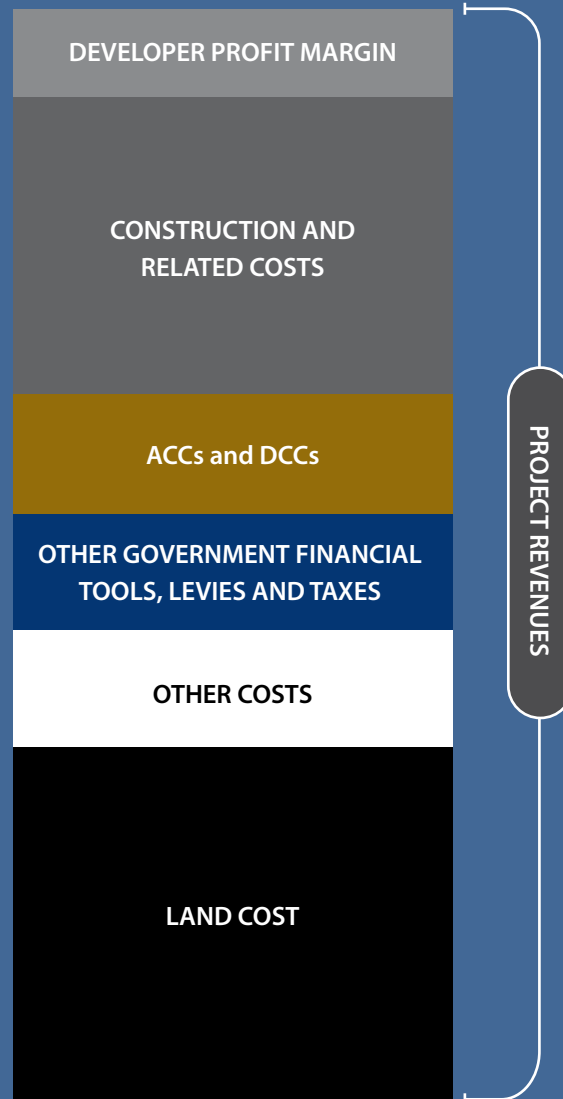 DEVELOPER PROFIT MARGIN
CONSTRUCTION AND
RELATED COSTS
ACCs and DCCs
OTHER GOVERNMENT FINANCIAL
TOOLS, LEVIES AND TAXES
OTHER COSTS
LAND COST
PROJECT REVENUES